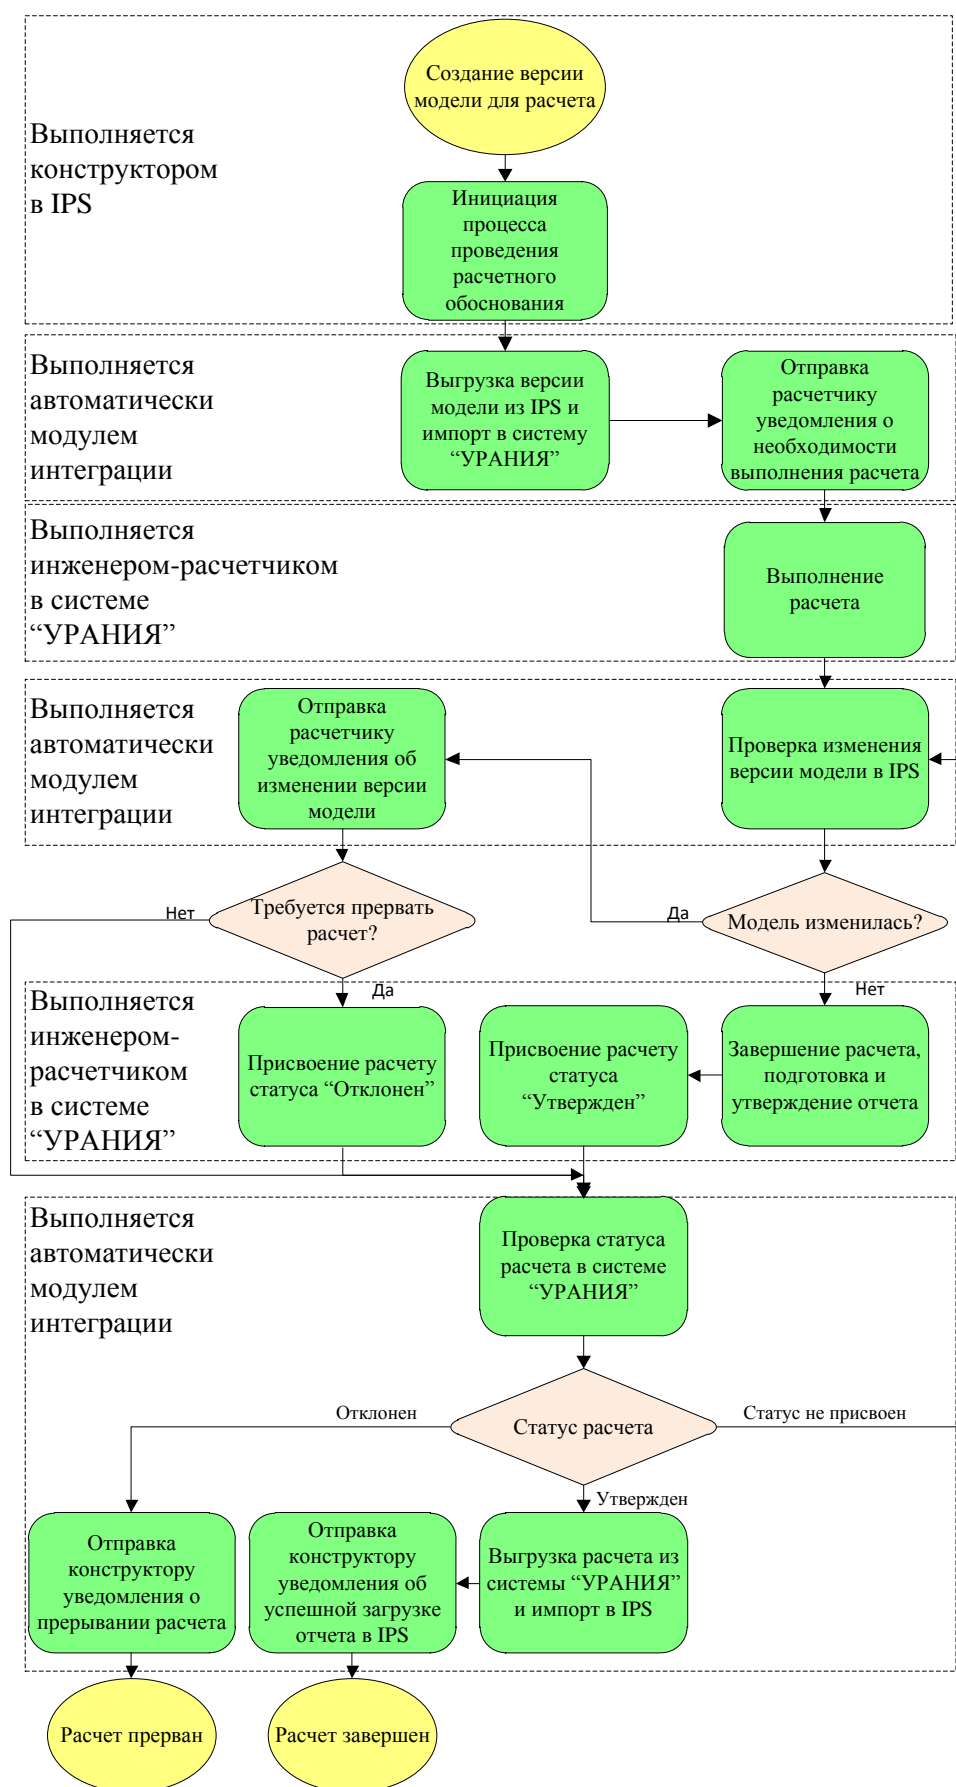 Создание версии
модели для расчета
Выполняется
конструктором
в IPS
Инициация
процесса
проведения
расчетного
обоснования
Выполняется
автоматически
модулем
интеграции
Выгрузка версии
модели из IPS и
импорт в систему
“УРАНИЯ”
Отправка
расчетчику
уведомления о
необходимости
выполнения расчета
Выполняется
инженером-расчетчиком
в системе
“УРАНИЯ”
Выполнение
расчета
Выполняется
автоматически
модулем
интеграции
Отправка
расчетчику
уведомления об
изменении версии
модели
Проверка изменения
версии модели в IPS
Нет
Требуется прервать
расчет?
Да
Модель изменилась?
Да
Нет
Выполняется
инженером-
расчетчиком
в системе
“УРАНИЯ”
Присвоение расчету
статуса “Отклонен”
Присвоение расчету
статуса
“Утвержден”
Завершение расчета,
подготовка и
утверждение отчета
Выполняется
автоматически
модулем
интеграции
Проверка статуса
расчета в системе
“УРАНИЯ”
Отклонен
Статус расчета
Статус не присвоен
Утвержден
Отправка
конструктору
уведомления о
прерывании расчета
Отправка
конструктору
уведомления об
успешной загрузке
отчета в IPS
Выгрузка расчета из
системы “УРАНИЯ”
и импорт в IPS
Расчет прерван
Расчет завершен